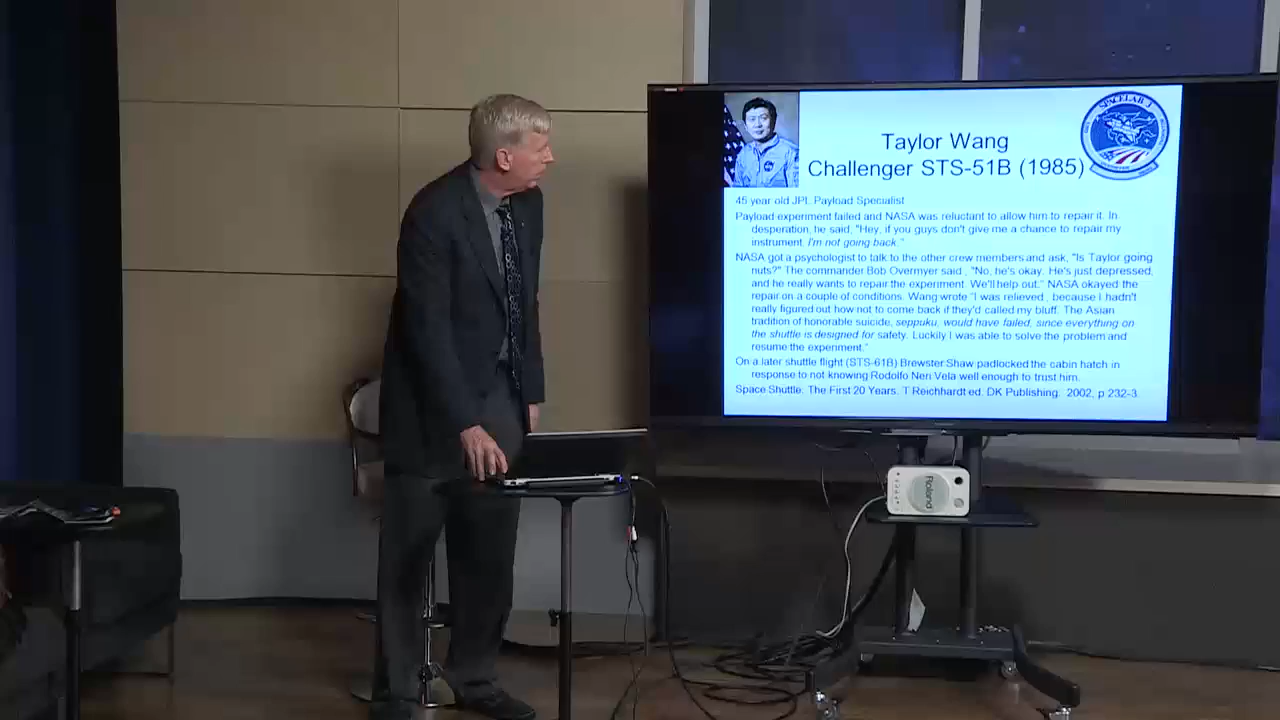 SPACELAB 3
Taylor Wang
Challenger STS-51B (1985)
45 year old JPL Payload Specialist
Payload experiment failed and NASA was reluctant to allow him to repair it. In
desperation, he said, "Hey, if you guys don't give me a chance to repair my
instrument, I'm not going back."
NASA got a psychologist to talk to the other crew members and ask, "Is Taylor going
nuts?" The commander Bob Overmyer said , "No, he's okay. He's just depressed,
and he really wants to repair the experiment. We'll help out." NASA okayed the
repair on a couple of conditions. Wang wrote "I was relieved , because I hadn't
really figured out how not to come back if they'd called my bluff. The Asian
tradition of honorable suicide, seppuku, would have failed, since everything on
the shuttle is designed for safety. Luckily I was able to solve the problem and
resume the experiment."
On a later shuttle flight (STS-61B) Brewster Shaw padlocked the cabin hatch in
response to not knowing Rodolfo Neri Vela well enough to trust him.
Space Shuttle: The First 20 Years. T Reichhardt ed. DK Publishing. 2002, p 232-3.
Roland